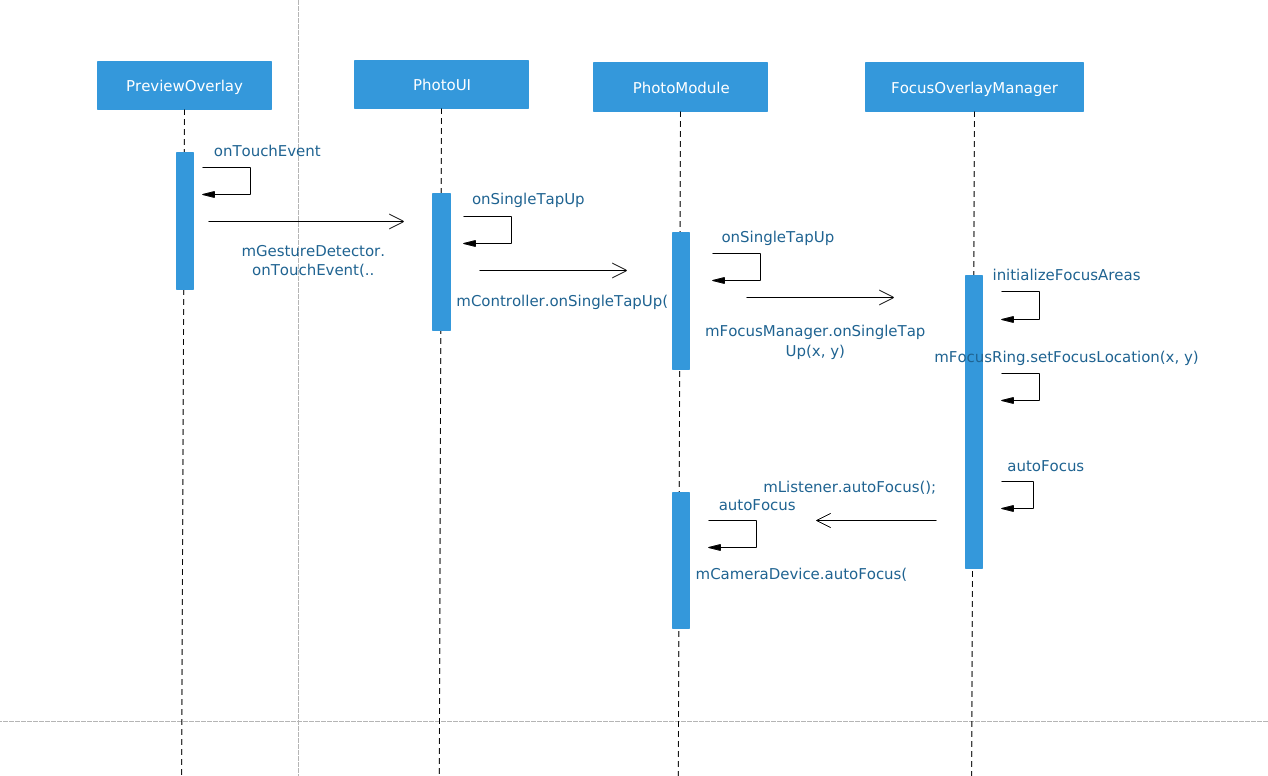 PreviewOverlay
PhotoUI
PhotoModule
FocusOverlayManager
onTouchEvent
mGestureDetector.
onTouchEvent(..
onSingleTapUp
mController.onSingleTapUp(
onSingleTapUp
mFocusManager.onSingleTap
Up(x, y)
initializeFocusAreas
mFocusRing.setFocusLocation(x, y)
autoFocus
mListener.autoFocus();
autoFocus
mCameraDevice.autoFocus(